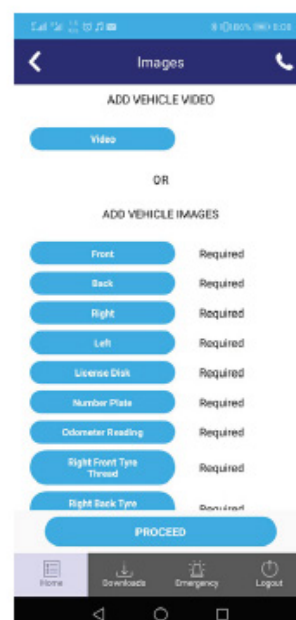 Images
ADD VEHICLE VIDEO
Video
OR
ADD VEHICLE IMAGES
Front Required
Back Required
Right Required
Left Required
License Disk Required
Number Plate Required
Odometer Reading Required
Right Front Tyre
Thread Required
Right Back Tyre
Required
PROCEED
Home Downloads Emergency Logout